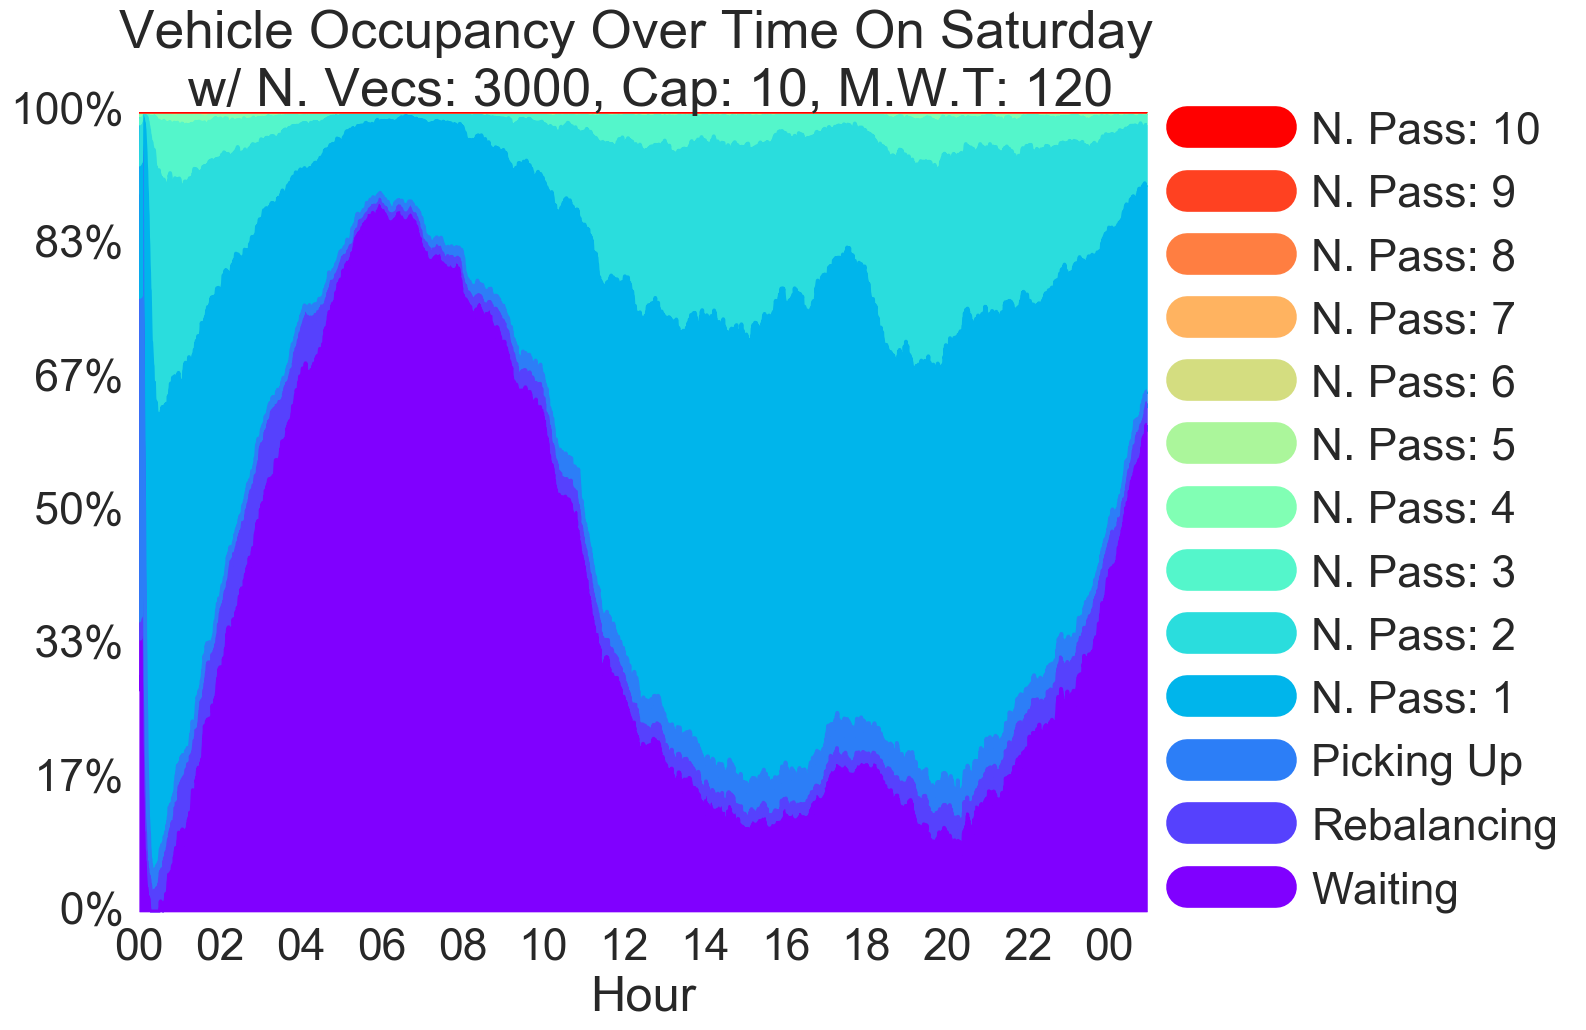 Vehicle Occupancy Over Time On Saturday
w/ N. Vecs: 3000, Cap: 10, M.W.T: 120
100%
83%
67%
50%
33%
17%
0%
00 02 04 06 08 10 12 14 16 18 20 22 00
Hour
N. Pass: 10
N. Pass: 9
N. Pass: 8
N. Pass: 7
N. Pass: 6
N. Pass: 5
N. Pass: 4
N. Pass: 3
N. Pass: 2
N. Pass: 1
Picking Up
Rebalancing
Waiting